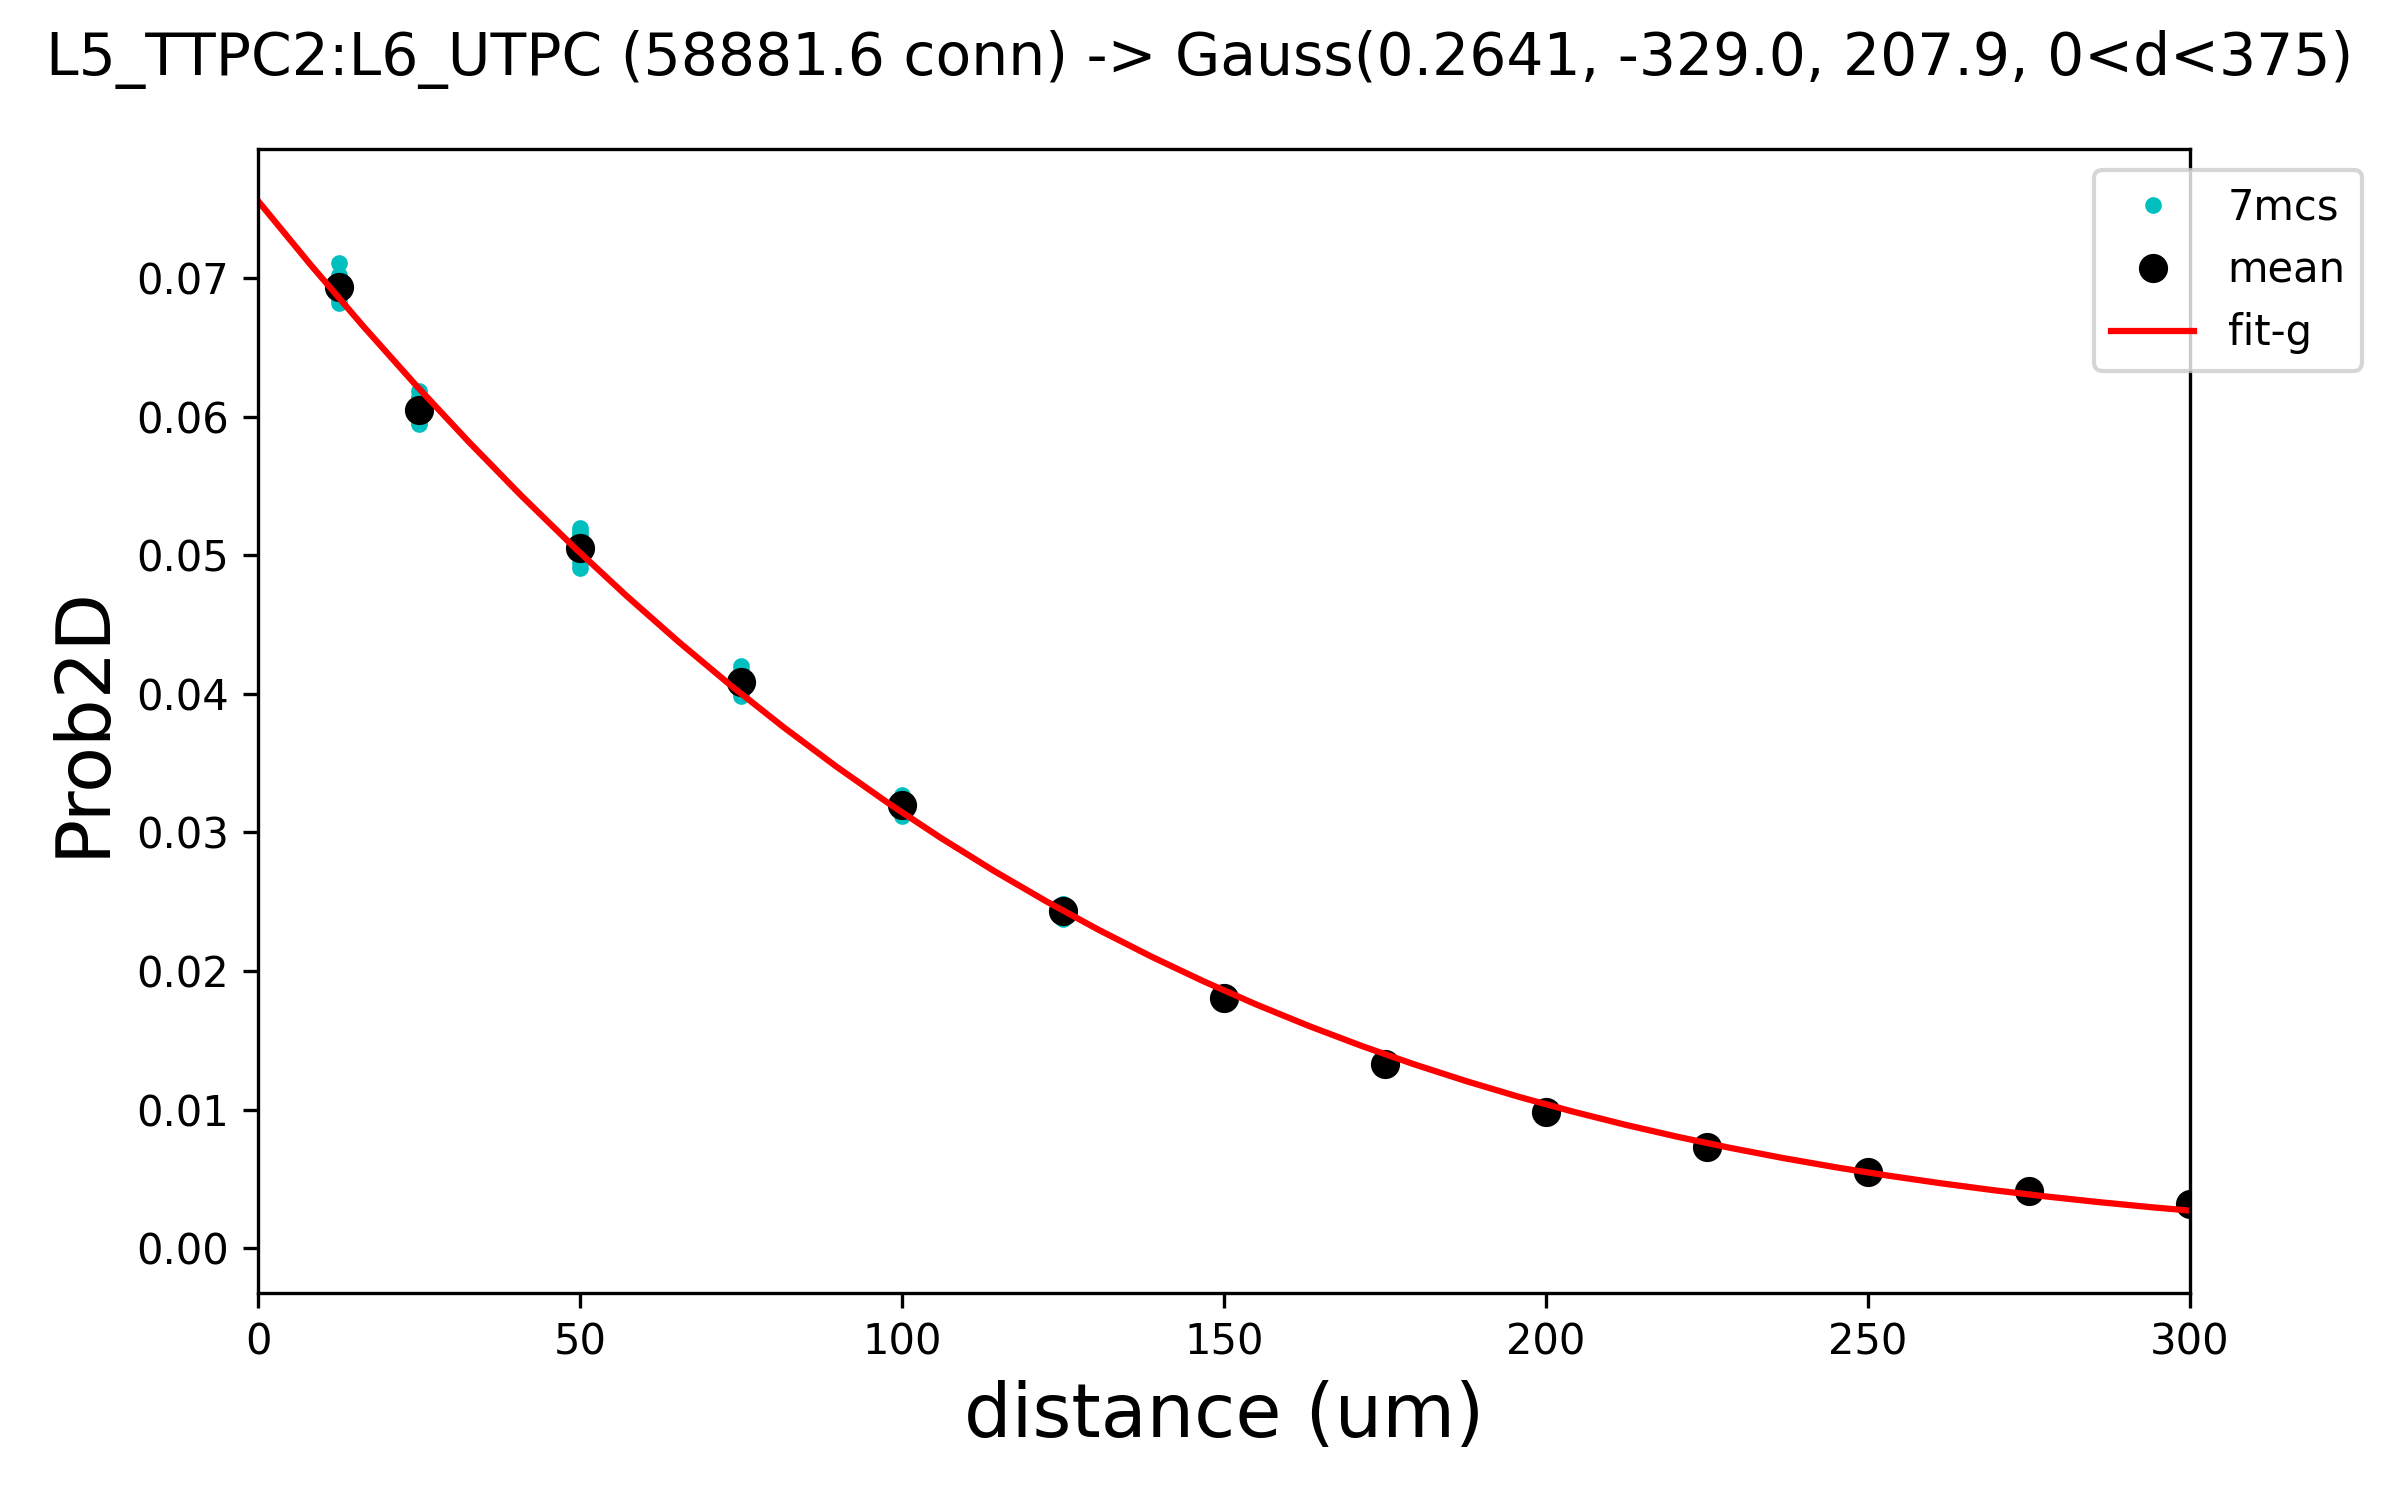 L5_TTPC2:L6_UTPC (58881.6 conn) -> Gauss(0.2641, -329.0, 207.9, 0<d<375)
7mcs
mean
fit-g
Prob2D
0.07
0.06
0.05
0.04
0.03
0.02
0.01
0.00
0 50 100 150 200 250 300
distance (um)